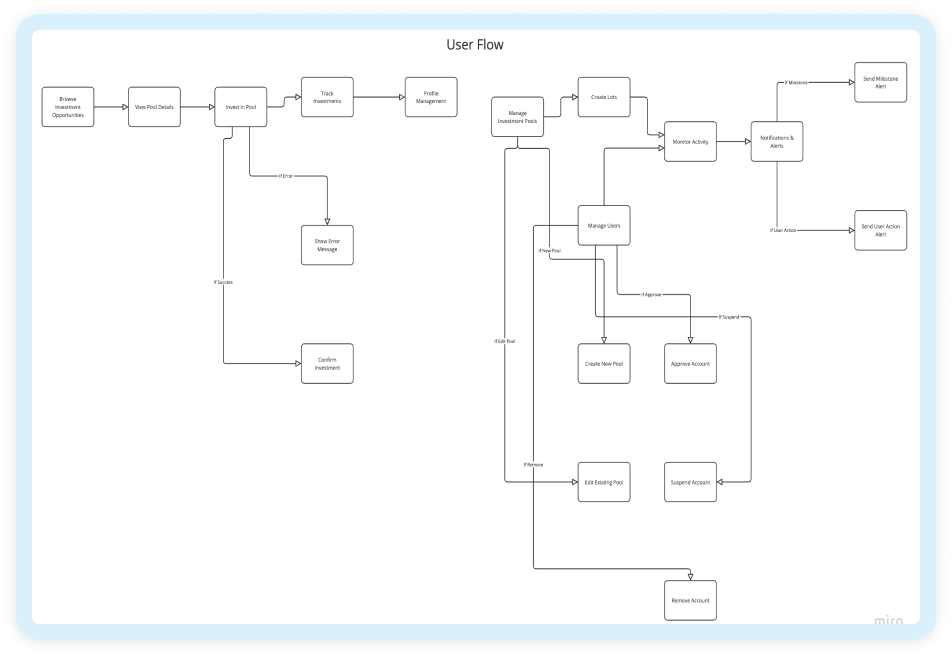 User Flow
Browse
Investment
Opportunities
View Pool Details
Invest in Pool
Track
Investments
Profile
Management
If Error
Show Error
Message
If Success
Confirm
Investment
Manage
Investment Pools
Create Lots
Monitor Activity
Notifications &
Alerts
If Milestone
Send Milestone
Alert
If User Action
Send User Action
Alert
Manage Users
If New Pool
If Approve
If Suspend
If Edit Pool
Create New Pool
Approve Account
If Remove
Edit Existing Pool
Suspend Account
Remove Account
miro